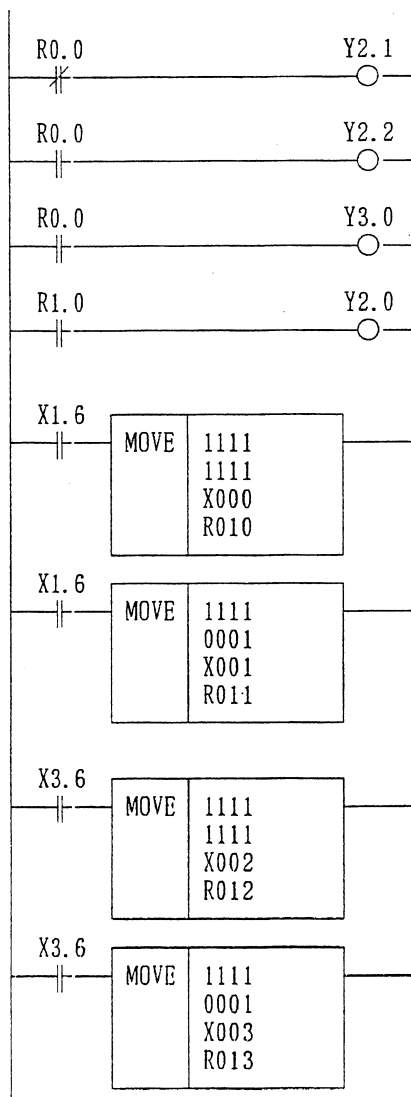 R0.0 Y2.1
R0.0 Y2.2
R0.0 Y3.0
R1.0 Y2.0
X1.6
MOVE 1111
1111
X000
R010
X1.6
MOVE 1111
0001
X001
R011
X3.6
MOVE 1111
1111
X002
R012
X3.6
MOVE 1111
0001
X003
R013